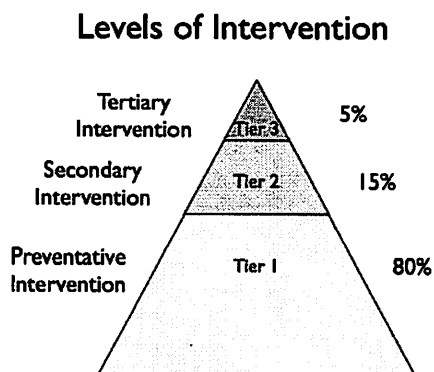 Levels of Intervention
Tertiary
Intervention
Tier 3
5%
Secondary
Intervention
Tier 2
15%
Preventative
Intervention
Tier 1
80%